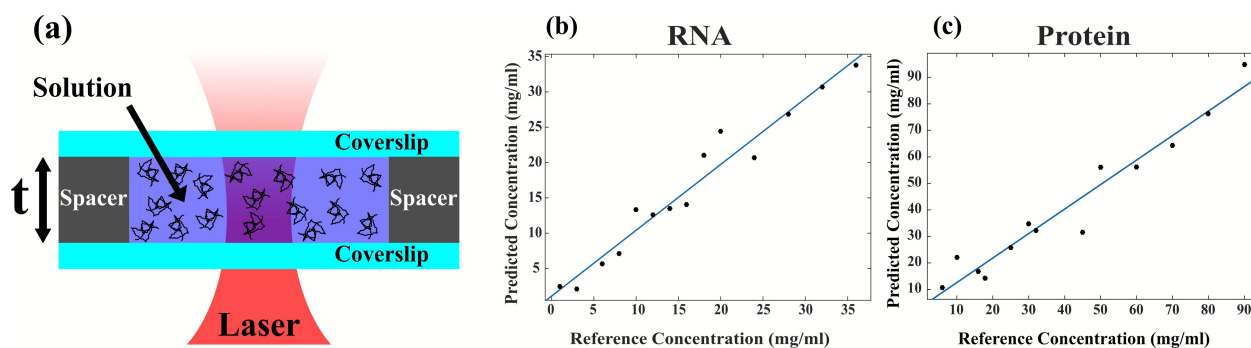 (a)
Solution
Coverslip
t
Spacer
Spacer
Coverslip
Laser
(b)
RNA
Predicted Concentration (mg/ml)
35
30
25
20
15
10
5
0 5 10 15 20 25 30 35
Reference Concentration (mg/ml)
(c)
Protein
Predicted Concentration (mg/ml)
90
80
70
60
50
40
30
20
10
10 20 30 40 50 60 70 80 90
Reference Concentration (mg/ml)